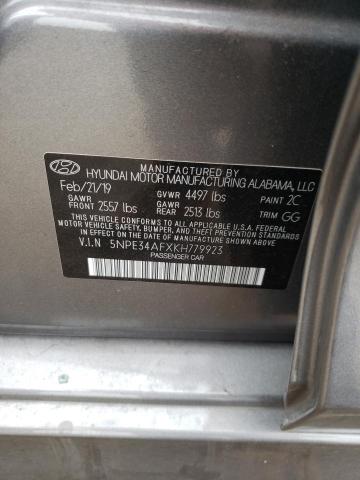 MANUFACTURED BY
HYUNDAI MOTOR MANUFACTURING ALABAMA, LLC
Feb/21/19 GVWR 4497 lbs PAINT 2C
GAWR FRONT 2557 lbs GAWR REAR 2513 lbs TRIM GG
THIS VEHICLE CONFORMS TO ALL APPLICABLE U.S.A FEDERAL
MOTOR VEHICLE SAFETY, BUMPER, AND THEFT PREVENTION
STANDARDS IN EFFECT ON THE DATE OF MANUFACTURE SHOWN ABOVE.
V.I.N 5NPE34AFXKH779923
PASSENGER CAR